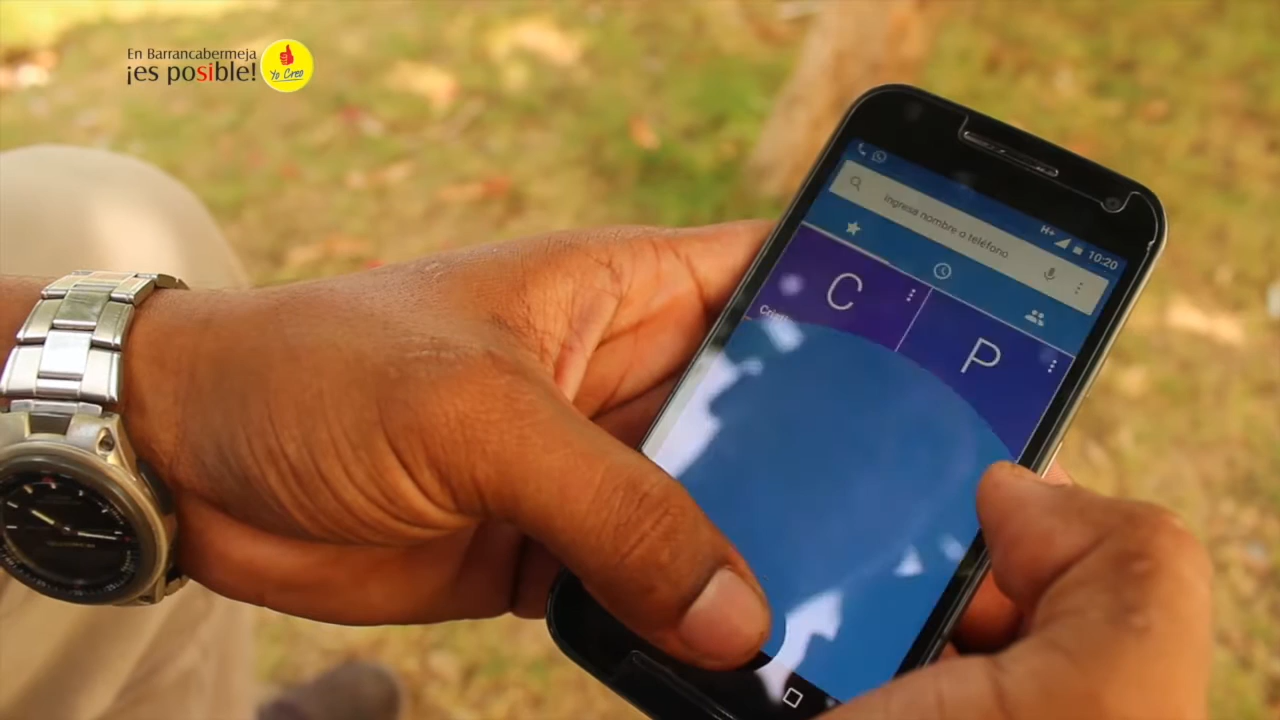 En Barrancabermeja
¡es posible!
Yo Creo
Ingresa nombre o teléfono
H+
10:20
C
P